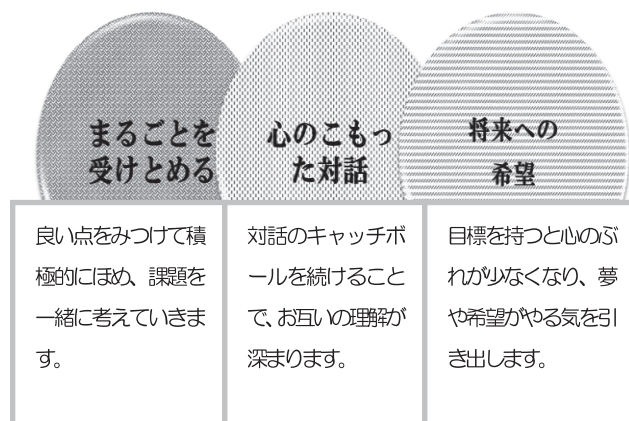 まるごとを
受けとめる
心のこもっ
た対話
将来への
希望
良い点をみつけて積
極的にほめ、課題を
一緒に考えていきま
す。
対話のキャッチボ
ールを続けること
で、お互いの理解が
深まります。
目標を持つと心のぶ
れが少なくなり、夢
や希望がやる気を引
き出します。